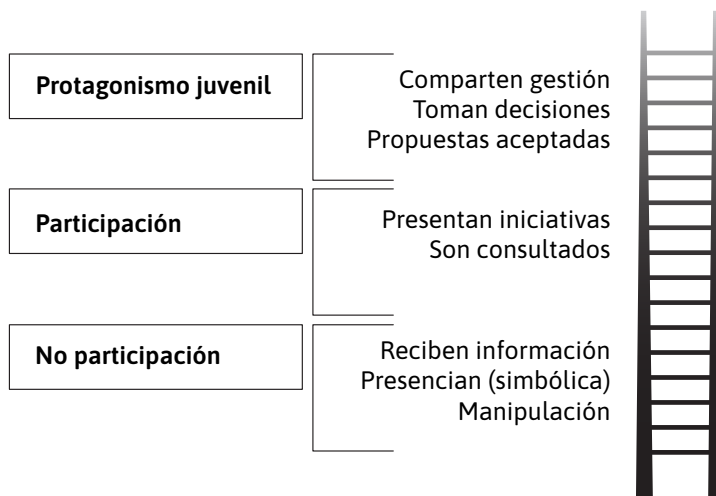 Protagonismo juvenil
Comparten gestión
Toman decisiones
Propuestas aceptadas
Participación
Presentan iniciativas
Son consultados
No participación
Reciben información
Presencian (simbólica)
Manipulación